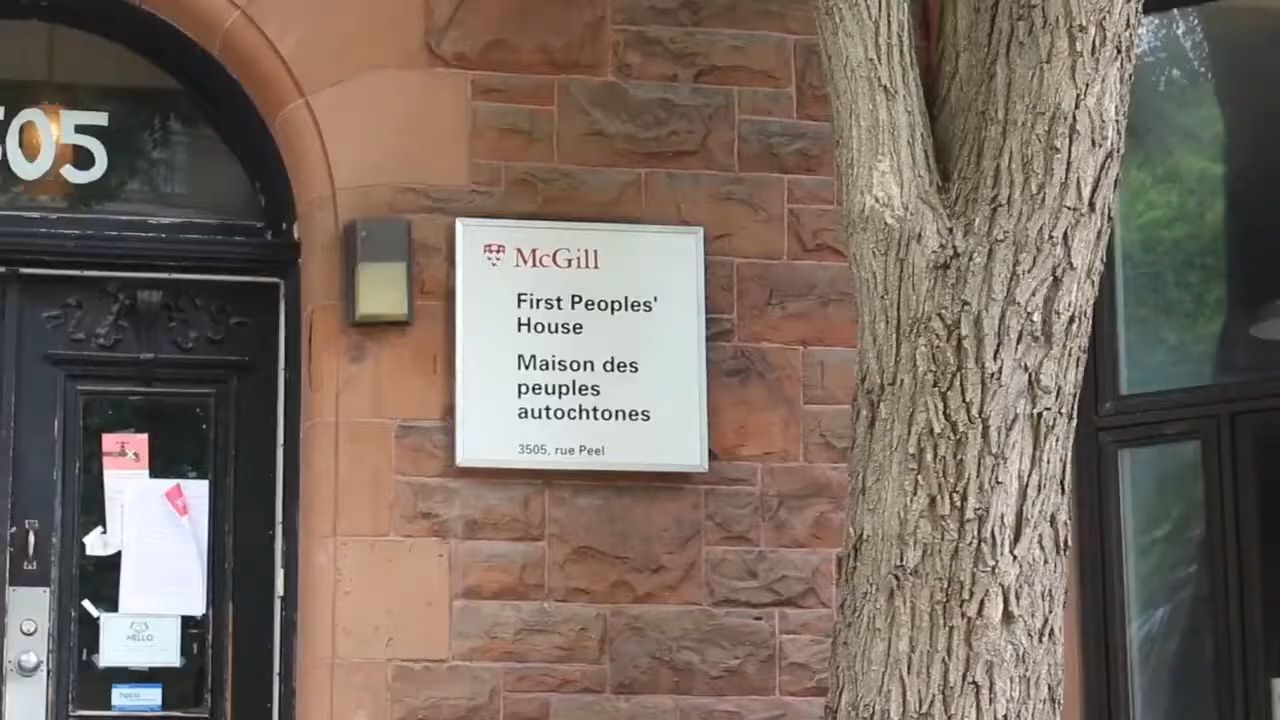 505
McGill
First Peoples'
House
Maison des
peuples
autochtones
3505, rue Peel
HELLO